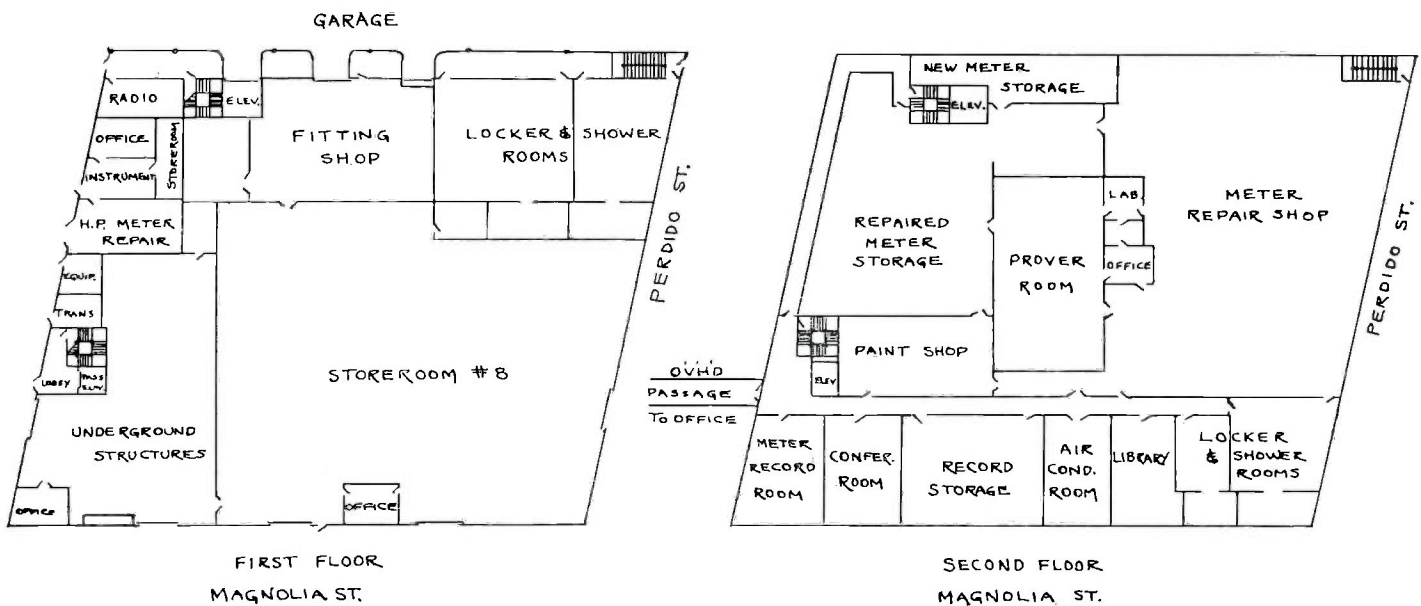 GARAGE
RADIO
ELEV.
OFFICE
STOREROOM
INSTRUMENT
FITTING
SHOP
LOCKER & SHOWER
ROOMS
H.P. METER
REPAIR
EQUIP.
TRANS
LOBBY
PASS
ELEV.
STOREROOM #8
UNDERGROUND
STRUCTURES
OFFICE
OFFICE
PERDIDO ST.
FIRST FLOOR
MAGNOLIA ST.
NEW METER
STORAGE
ELEV.
LAB
METER
REPAIR SHOP
REPAIRED
METER
STORAGE
PROVER
ROOM
OFFICE
PAINT SHOP
ELEV
OVHD
PASSAGE
TO OFFICE
METER
RECORD
ROOM
CONFER.
ROOM
RECORD
STORAGE
AIR
COND.
ROOM
LIBRARY
LOCKER
& SHOWER
ROOMS
PERDIDO ST.
SECOND FLOOR
MAGNOLIA ST.